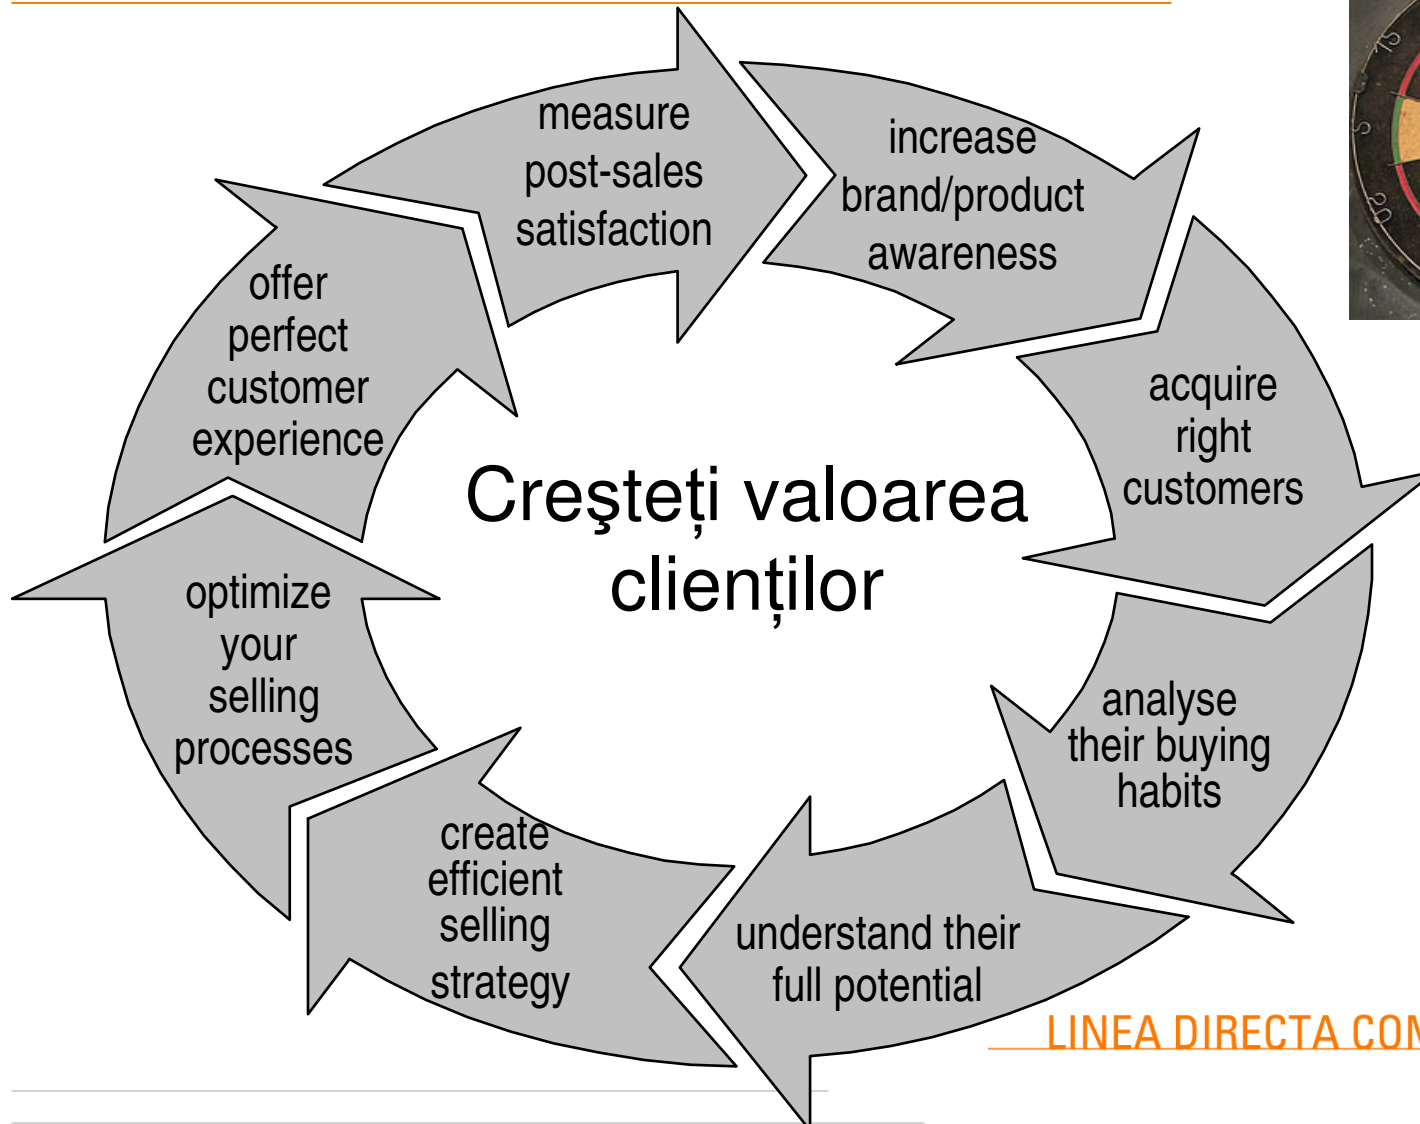 measure
post-sales
satisfaction
increase
brand/product
awareness
acquire
right
customers
analyse
their buying
habits
understand their
full potential
create
efficient
selling
strategy
optimize
your
selling
processes
offer
perfect
customer
experience
Creşteţi valoarea
clienţilor
LINEA DIRECTA